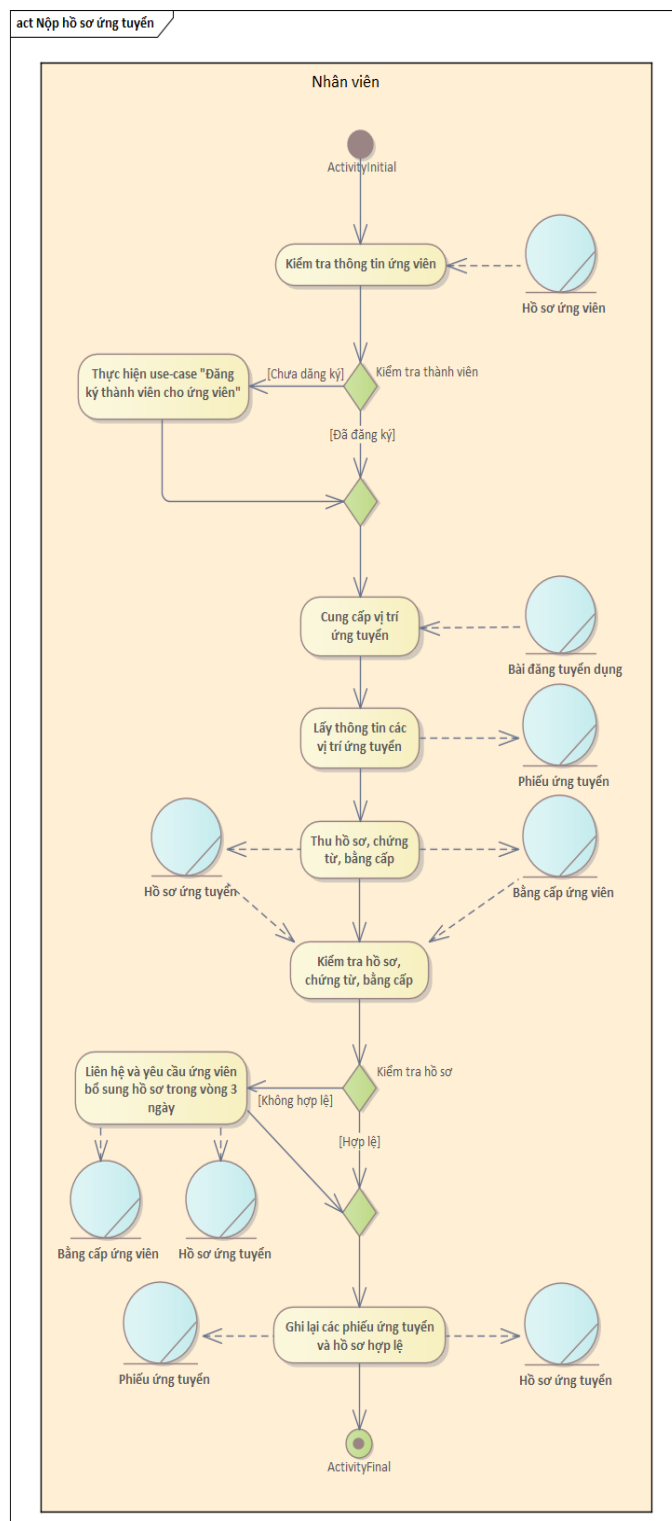 act Nộp hồ sơ ứng tuyển
Nhân viên
ActivityInitial
Kiểm tra thông tin ứng viên
Hồ sơ ứng viên
Thực hiện use-case "Đăng
ký thành viên cho ứng viên"
[Chưa dăng ký]
Kiểm tra thành viên
[Đã đăng ký]
Cung cấp vị trí
ứng tuyển
Bài đăng tuyển dụng
Lấy thông tin các
vị trí ứng tuyển
Phiếu ứng tuyển
Thu hồ sơ, chứng
từ, bằng cấp
Hồ sơ ứng tuyển
Bằng cấp ứng viên
Kiểm tra hồ sơ,
chứng từ, bằng cấp
Liên hệ và yêu cầu ứng viên
bổ sung hồ sơ trong vòng 3
ngày
Kiểm tra hồ sơ
[Không hợp lệ]
[Hợp lệ]
Bằng cấp ứng viên
Hồ sơ ứng tuyển
Ghi lại các phiếu ứng tuyển
và hồ sơ hợp lệ
Phiếu ứng tuyển
Hồ sơ ứng tuyển
ActivityFinal